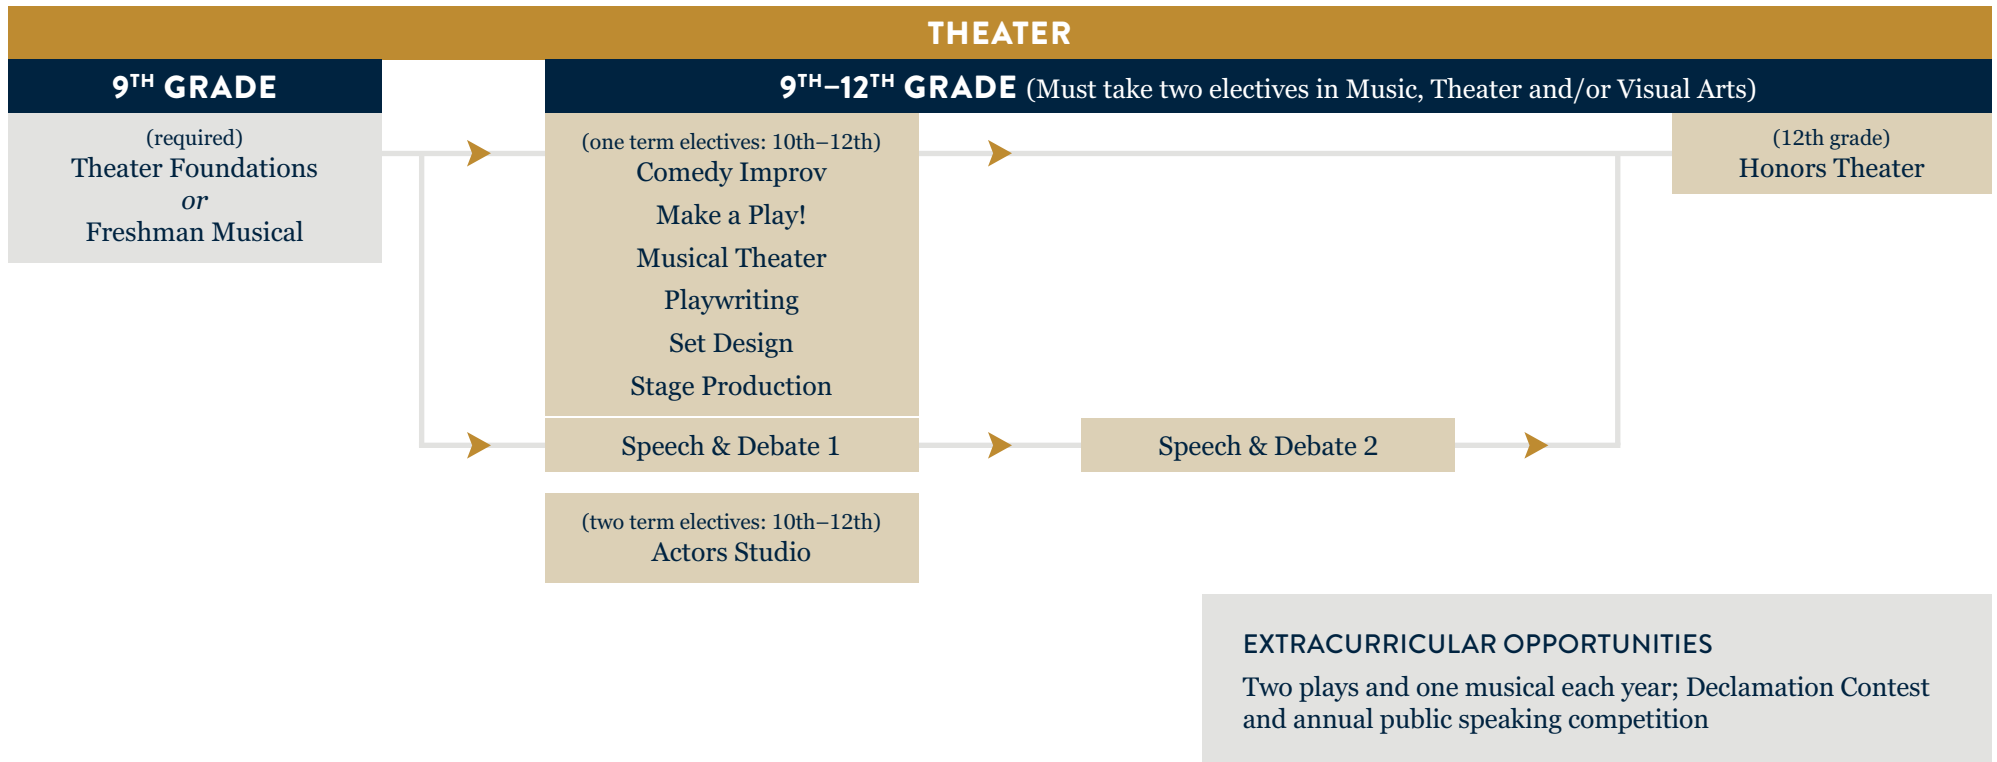 THEATER
9TH GRADE
(required)
Theater Foundations
or
Freshman Musical
9TH–12TH GRADE (Must take two electives in Music, Theater and/or Visual Arts)
(one term electives: 10th–12th)
Comedy Improv
Make a Play!
Musical Theater
Playwriting
Set Design
Stage Production
Speech & Debate 1
Speech & Debate 2
(12th grade)
Honors Theater
(two term electives: 10th–12th)
Actors Studio
EXTRACURRICULAR OPPORTUNITIES
Two plays and one musical each year; Declamation Contest
and annual public speaking competition